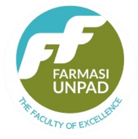 FARMASI
UNPAD
THE FACULTY OF EXCELLENCE